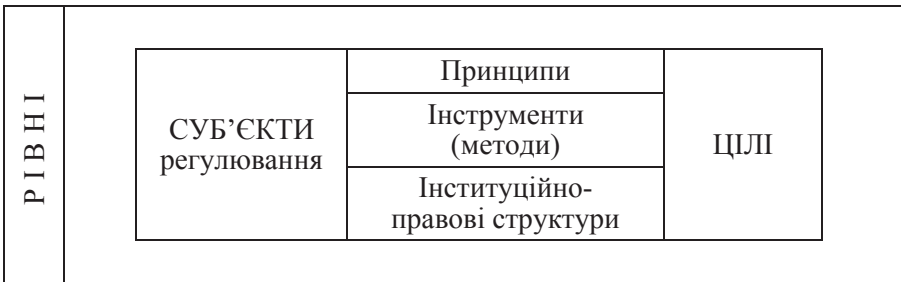 Р І В Н І
СУБ’ЄКТИ
регулювання
Принципи
Інструменти
(методи)
Інституційно-
правові структури
ЦІЛІ